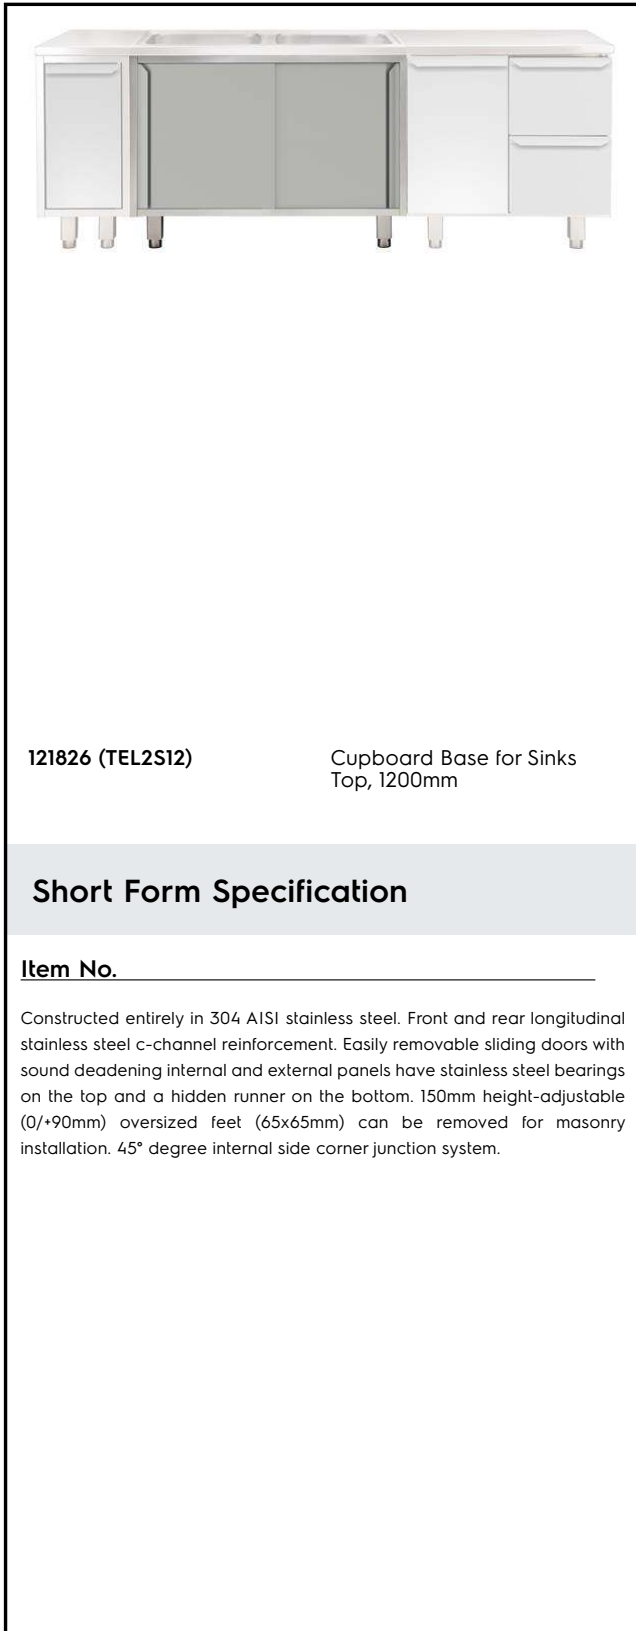 121826 (TEL2S12)
Cupboard Base for Sinks
Top, 1200mm
Short Form Specification
Item No.
Constructed entirely in 304 AISI stainless steel. Front and rear longitudinal
stainless steel c-channel reinforcement. Easily removable sliding doors with
sound deadening internal and external panels have stainless steel bearings
on the top and a hidden runner on the bottom. 150mm height-adjustable
(0/+90mm) oversized feet (65x65mm) can be removed for masonry
installation. 45° degree internal side corner junction system.